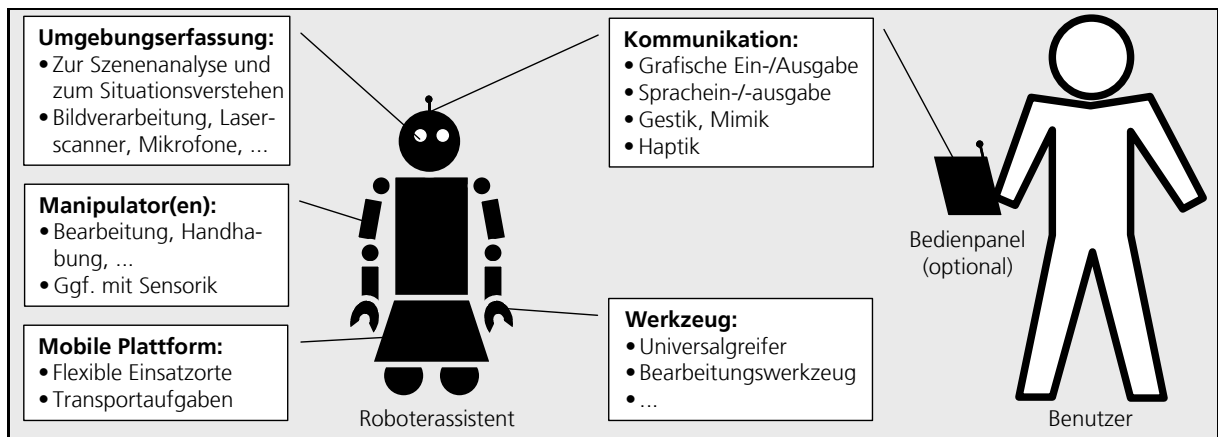 Umgebungserfassung:
• Zur Szenenanalyse und
zum Situationsverstehen
• Bildverarbeitung, Laser-
scanner, Mikrofone, ...
Manipulator(en):
• Bearbeitung, Handha-
bung, ...
• Ggf. mit Sensorik
Mobile Plattform:
• Flexible Einsatzorte
• Transportaufgaben
Roboterassistent
Kommunikation:
• Grafische Ein-/Ausgabe
• Sprachein-/-ausgabe
• Gestik, Mimik
• Haptik
Werkzeug:
• Universalgreifer
• Bearbeitungswerkzeug
• ...
Bedienpanel
(optional)
Benutzer